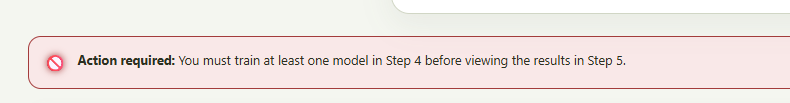 Action required: You must train at least one model in Step 4 before viewing the results in Step 5.